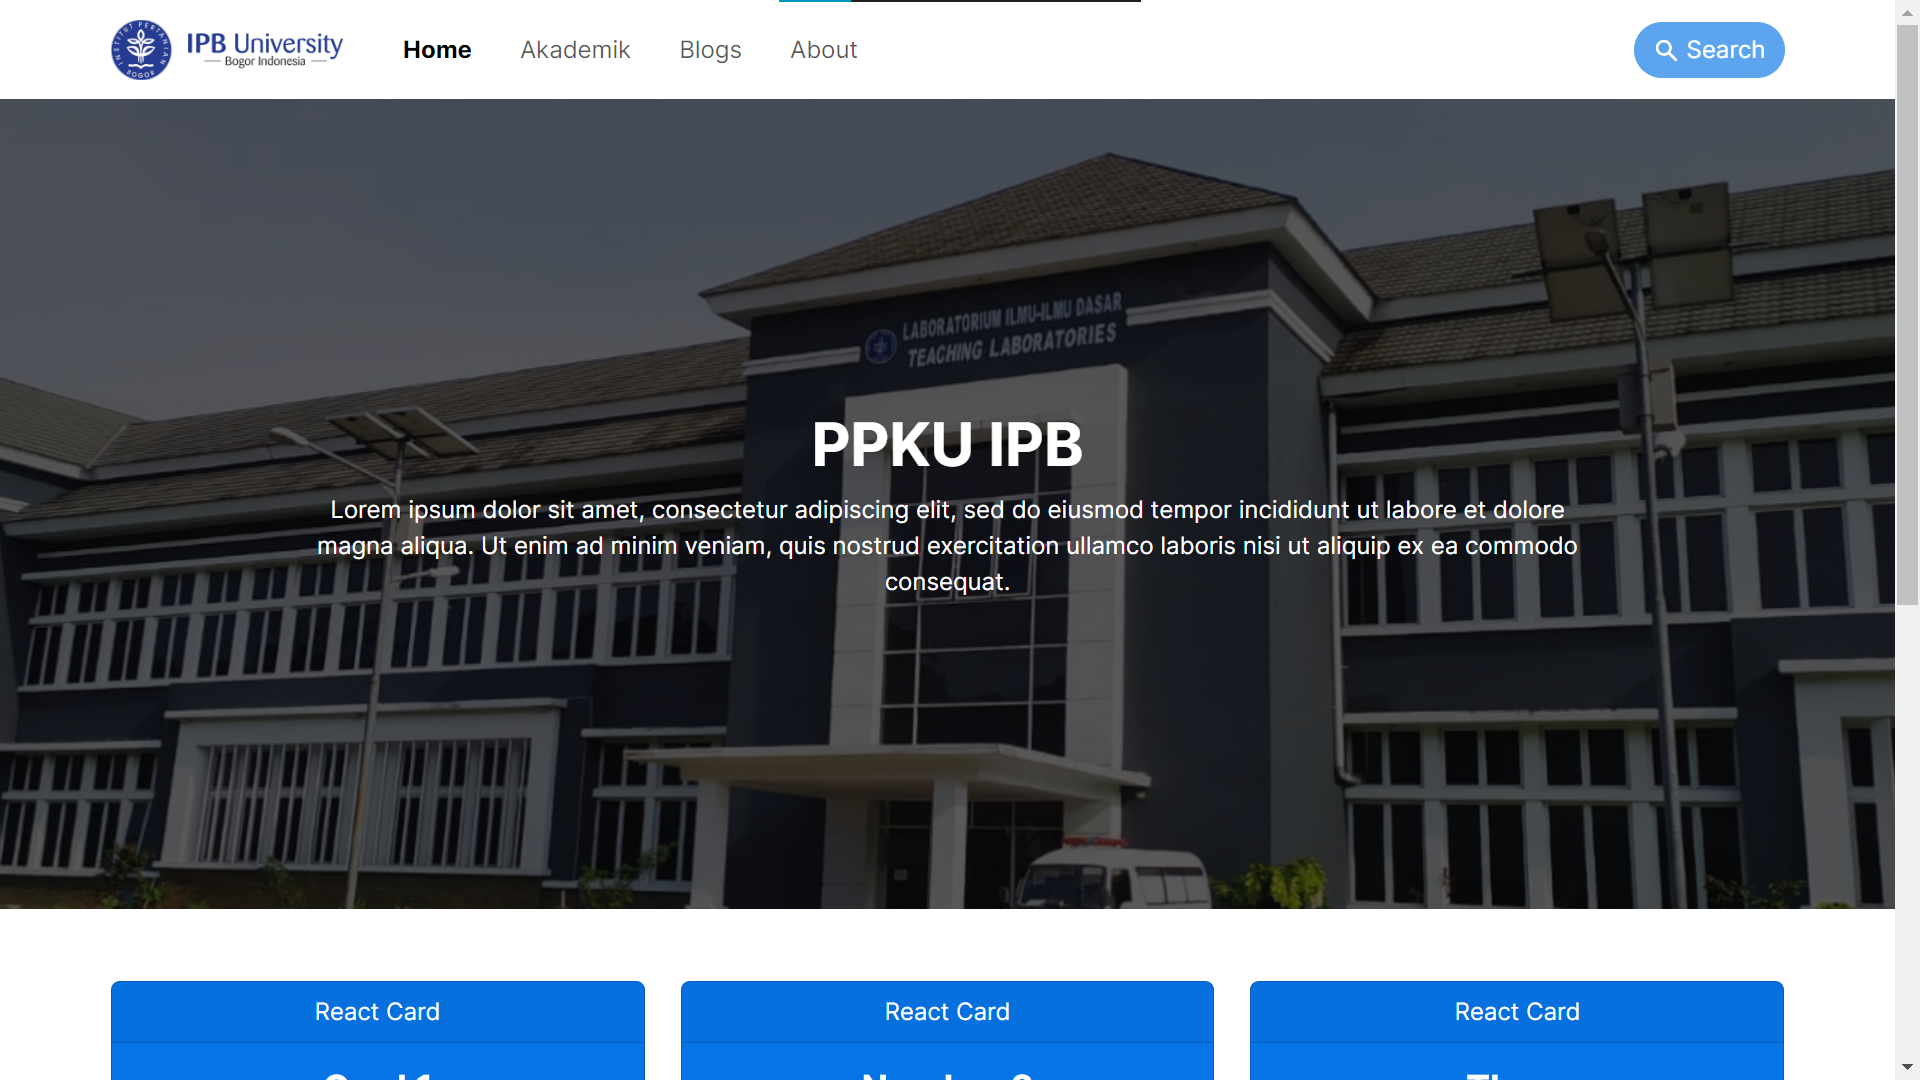 INSTITUT PERTANIAN
BOGOR
IPB University
Bogor Indonesia
Home
Akademik
Blogs
About
Search
LABORATORIUM ILMU-ILMU DASAR
TEACHING LABORATORIES
PPKU IPB
Lorem ipsum dolor sit amet, consectetur adipiscing elit, sed do eiusmod tempor incididunt ut labore et dolore
magna aliqua. Ut enim ad minim veniam, quis nostrud exercitation ullamco laboris nisi ut aliquip ex ea commodo
consequat.
React Card
React Card
React Card